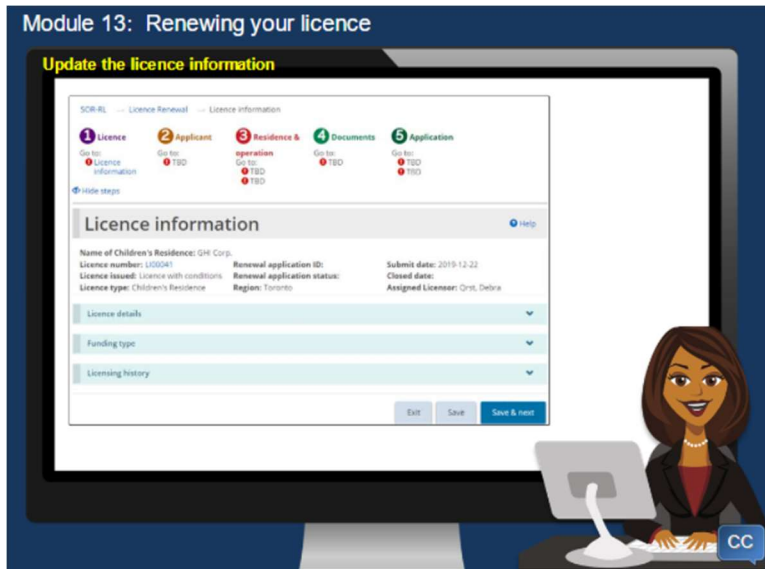 Module 13: Renewing your licence
Update the licence information
SOR-RL → Licence Renewal → Licence information
1 Licence 2 Applicant 3 Residence & 4 Documents 5 Application
Go to: Go to: operation Go to: Go to:
Licence TBD Go to: TBD TBD
information TBD TBD
Hide steps TBD
Licence information Help
Name of Children's Residence: GHI Corp.
Licence number: LI00041 Renewal application ID: Submit date: 2019-12-22
Licence issued: Licence with conditions Renewal application status: Closed date:
Licence type: Children's Residence Region: Toronto Assigned Licensor: Qrst, Debra
Licence details
Funding type
Licensing history
Exit Save Save & next
CC